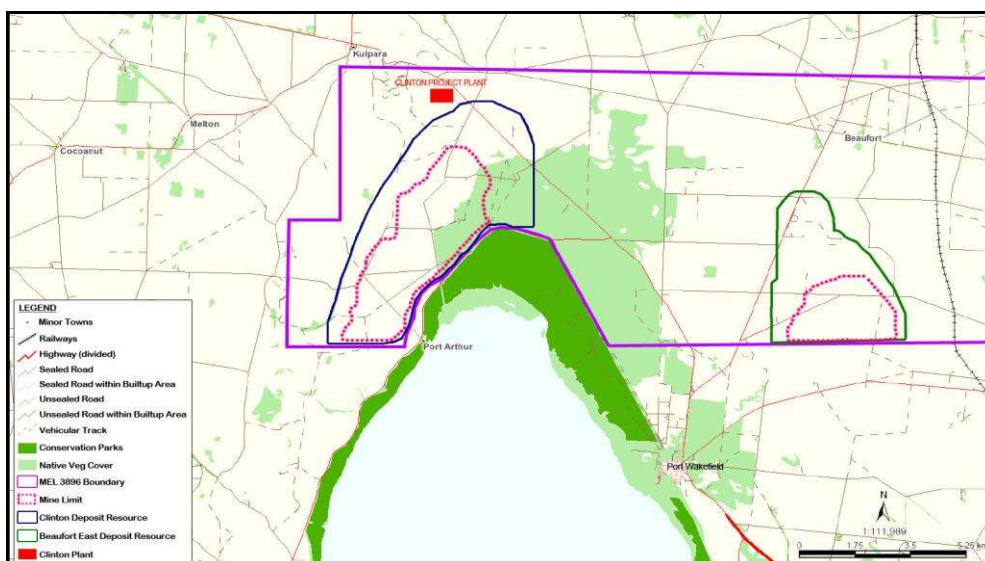 Kulpara
CLINTON PROJECT PLANT
Melton
Cocoanut
Beaufort
Port Arthur
Port Wakefield
LEGEND
Minor Towns
Railways
Highway (divided)
Sealed Road
Sealed Road within Builtup Area
Unsealed Road
Unsealed Road within Builtup Area
Vehicular Track
Conservation Parks
Native Veg Cover
MEL 3896 Boundary
Mine Limit
Clinton Deposit Resource
Beaufort East Deposit Resource
Clinton Plant
N
1:111,989
0 1.75 3.5 5.25 km